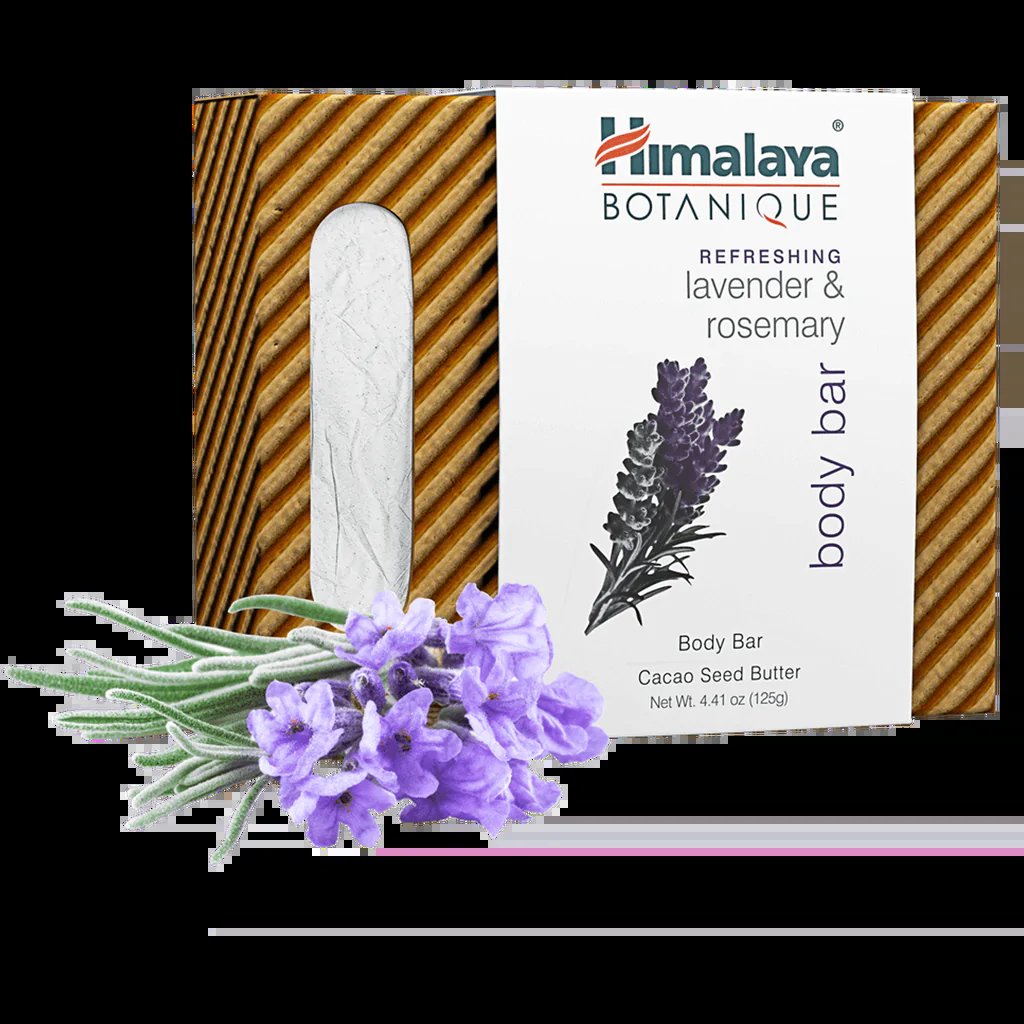 Himalaya®
BOTANIQUE
REFRESHING
lavender &
rosemary
body bar
Body Bar
Cacao Seed Butter
Net Wt. 4.41 oz (125g)